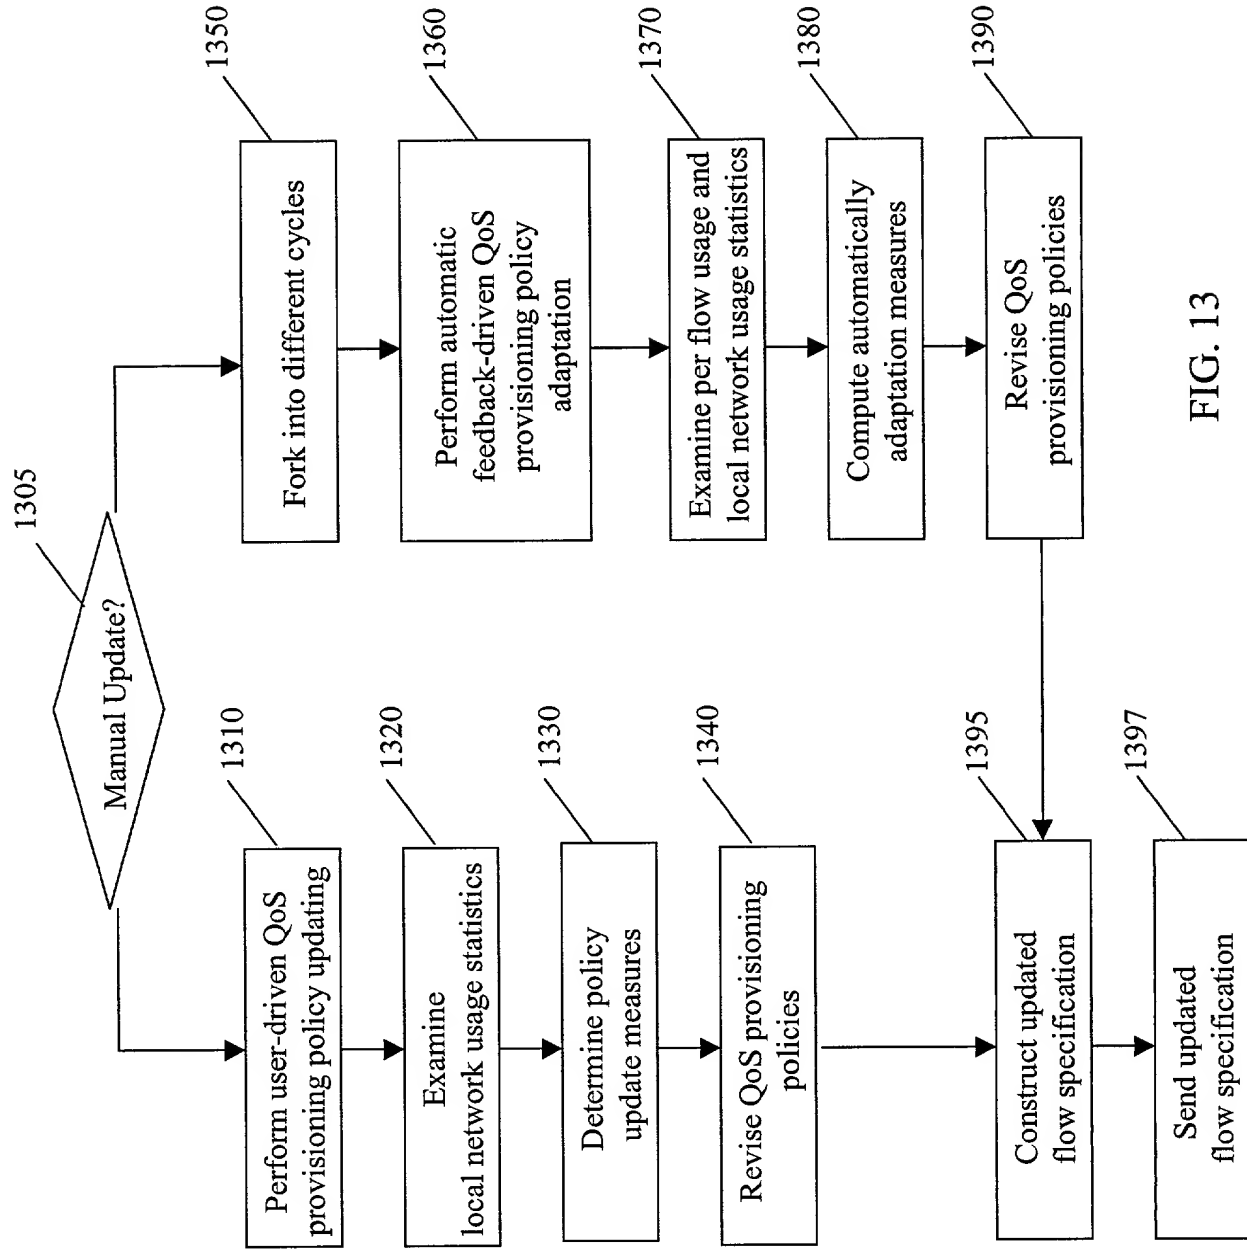 1305
Manual Update?
1310
Perform user-driven QoS
provisioning policy updating
1320
Examine
local network usage statistics
1330
Determine policy
update measures
1340
Revise QoS provisioning
policies
1350
Fork into different cycles
1360
Perform automatic
feedback-driven QoS
provisioning policy
adaptation
1370
Examine per flow usage and
local network usage statistics
1380
Compute automatically
adaptation measures
1390
Revise QoS
provisioning policies
1395
Construct updated
flow specification
1397
Send updated
flow specification
FIG. 13